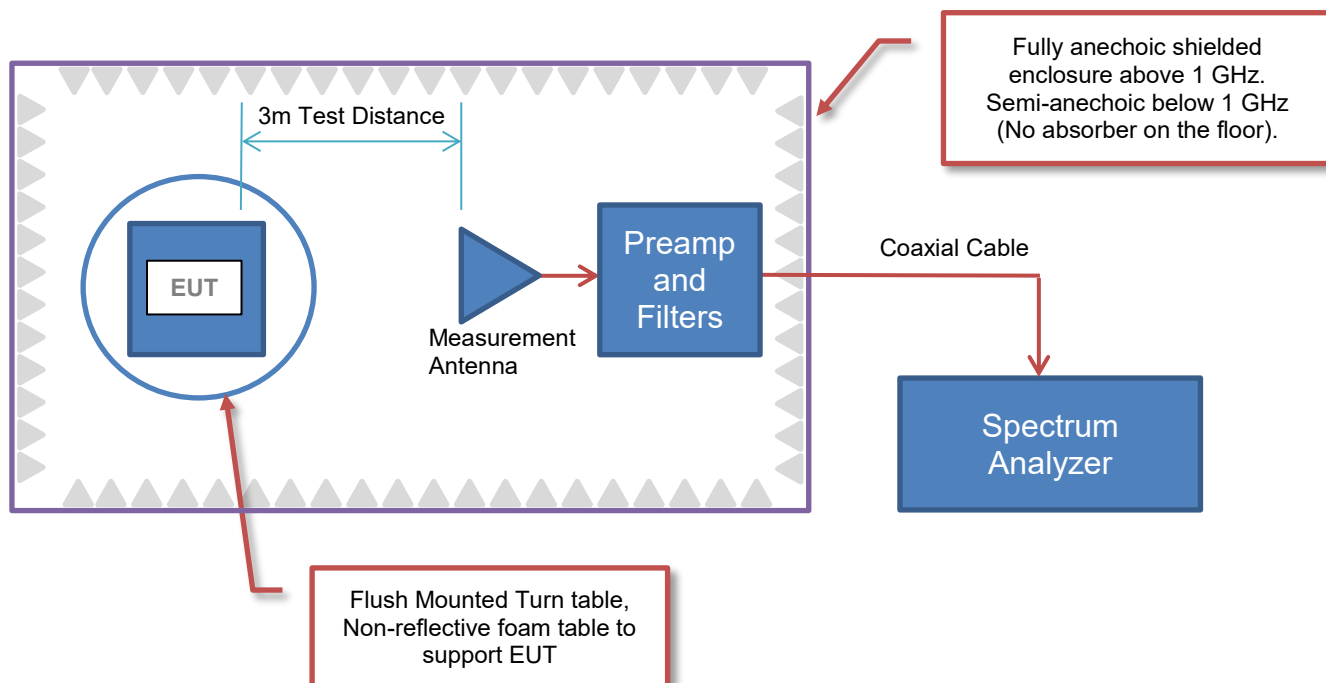 Fully anechoic shielded
enclosure above 1 GHz.
Semi-anechoic below 1 GHz
(No absorber on the floor).
3m Test Distance
EUT
Measurement
Antenna
Preamp
and
Filters
Coaxial Cable
Spectrum
Analyzer
Flush Mounted Turn table,
Non-reflective foam table to
support EUT